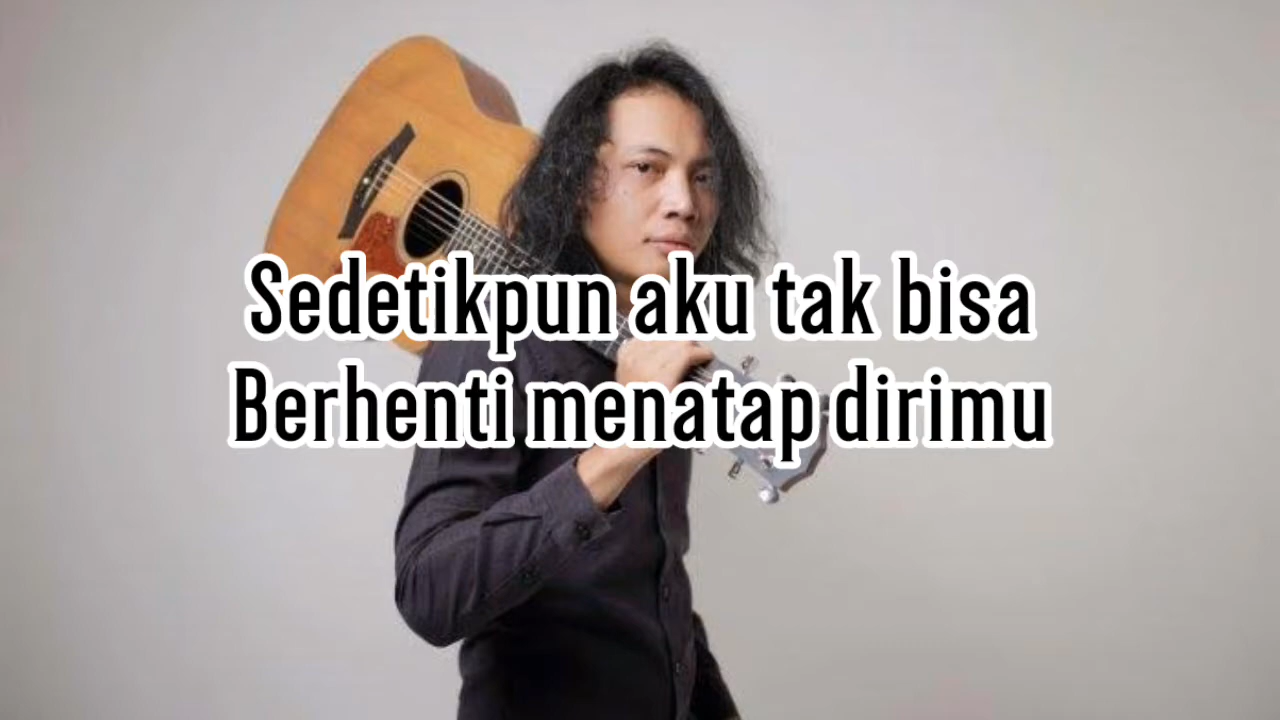 Sedetikpun aku tak bisa
Berhenti menatap dirimu